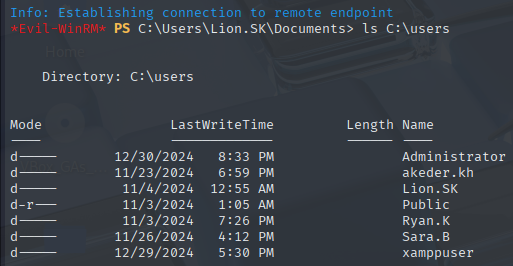 Info: Establishing connection to remote endpoint
*Evil-WinRM* PS C:\Users\Lion.SK\Documents> ls C:\users
Directory: C:\users
Mode LastWriteTime Length Name
---- ------------- ------ ----
d----- 12/30/2024 8:33 PM Administrator
d----- 11/23/2024 6:59 PM akeder.kh
d----- 11/4/2024 12:55 AM Lion.SK
d-r--- 11/3/2024 1:05 AM Public
d----- 11/3/2024 7:26 PM Ryan.K
d----- 11/26/2024 4:12 PM Sara.B
d----- 12/29/2024 5:30 PM xamppuser